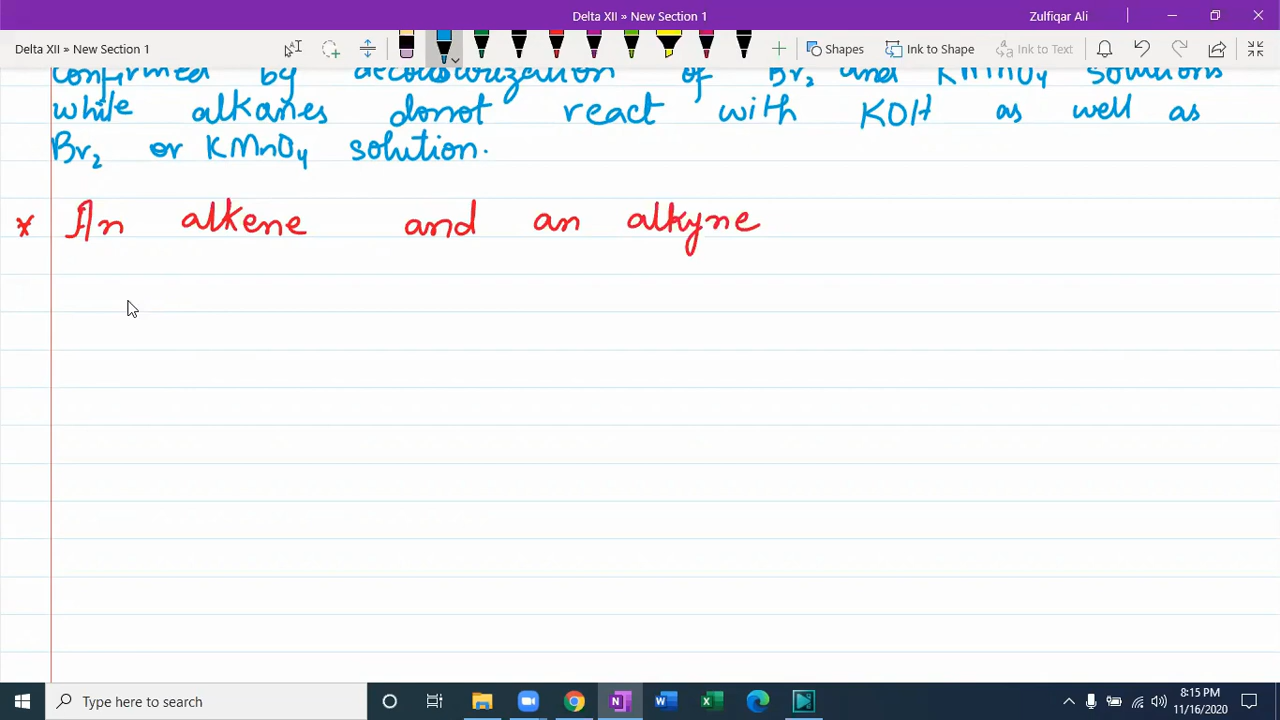 Delta XII » New Section 1
Zulfiqar Ali
Delta XII » New Section 1
Shapes
Ink to Shape
Ink to Text
confirmed by decolourization of Br2 and KMnO4 solutions
while alkanes donot react with KOH as well as
Br2 or KMnO4 solution.
* An alkene and an alkyne
Type here to search
8:15 PM
11/16/2020